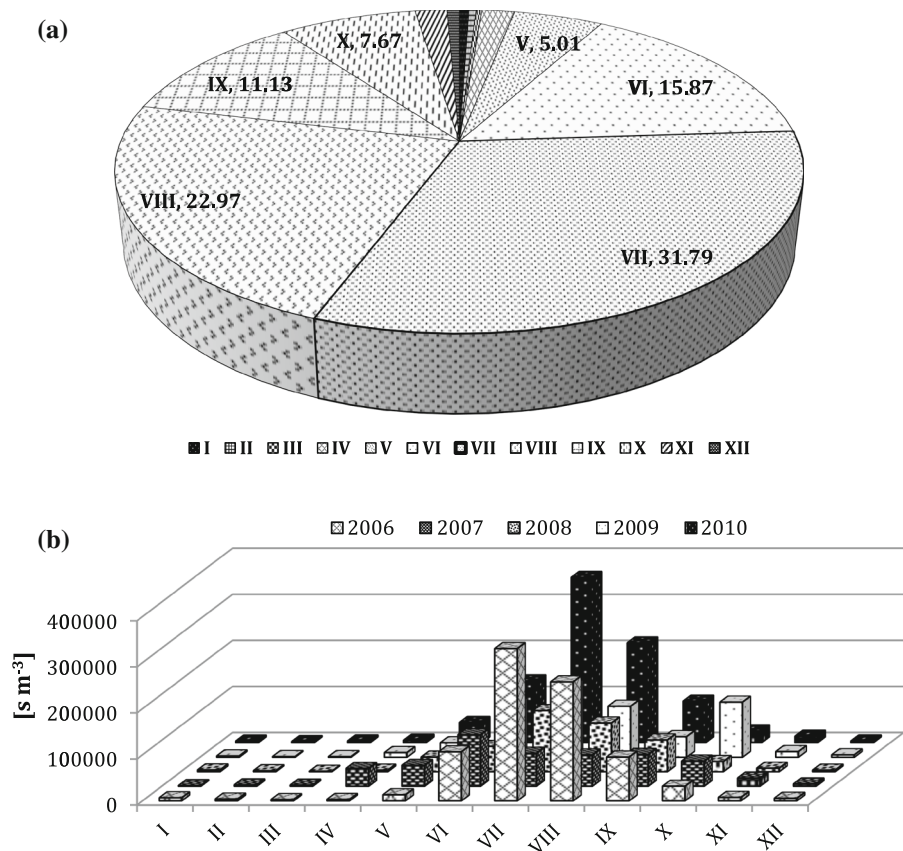 (a)
X, 7.67
V, 5.01
IX, 11.13
VI, 15.87
VIII, 22.97
VII, 31.79
I II III IV V VI VII VIII IX X XI XII
(b)
2006 2007 2008 2009 2010
[s m-3]
400000
300000
200000
100000
0
I II III IV V VI VII VIII IX X XI XII